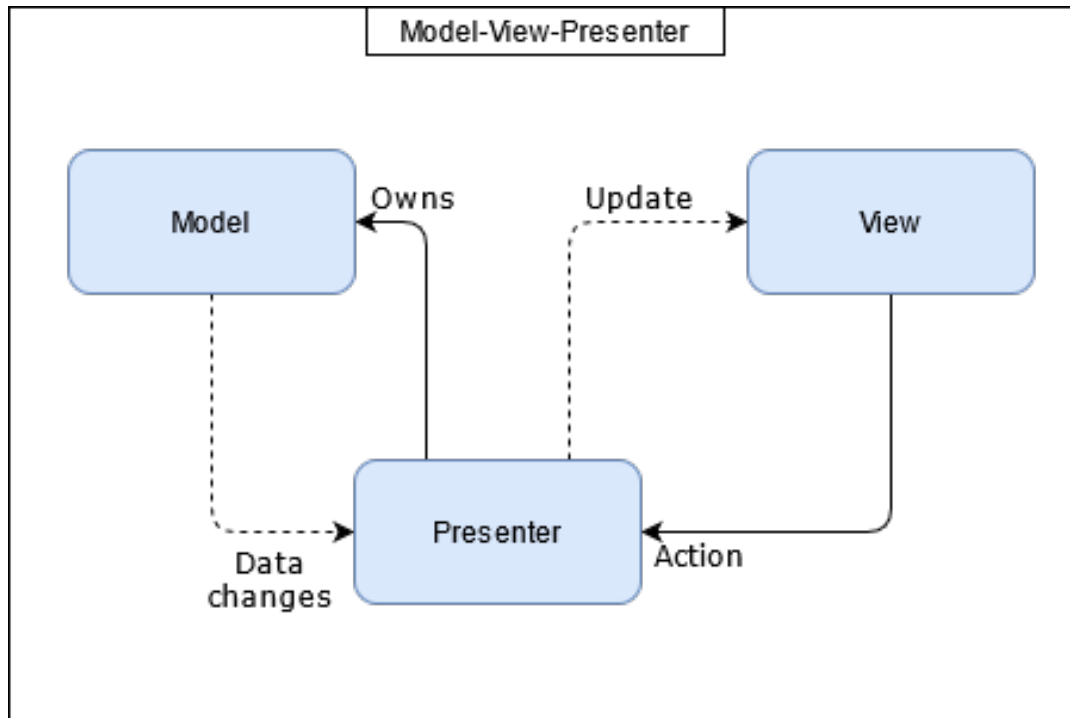 Model-View-Presenter
Owns
Update
Model
View
Presenter
Action
Data
changes